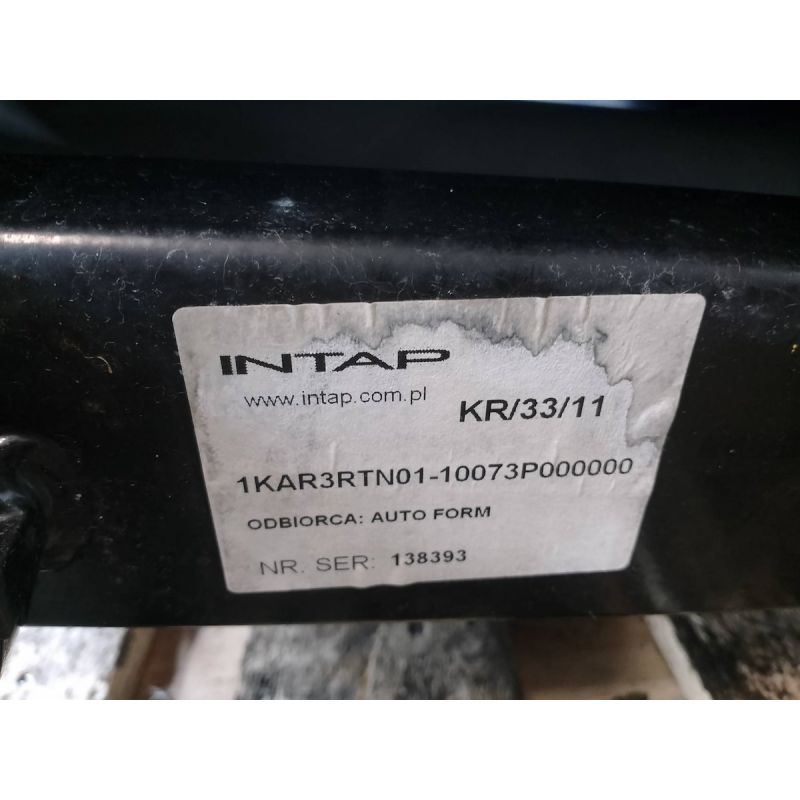 INTAP
www.intap.com.pl
KR/33/11
1KAR3RTN01-10073P000000
ODBIORCA: AUTO FORM
NR. SER: 138393